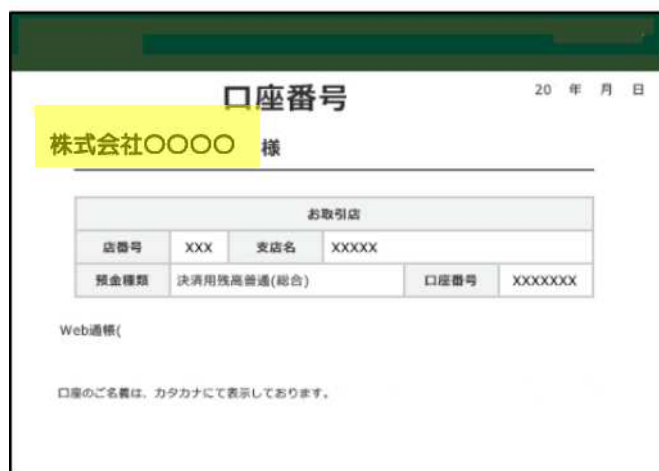 口座番号
20 年 月 日
株式会社〇〇〇〇 様
お取引店
店番号 XXX 支店名 XXXXX
預金種類 決済用残高普通(総合) 口座番号 XXXXXXX
Web通帳(
口座のご名義は、カタカナにて表示しております。